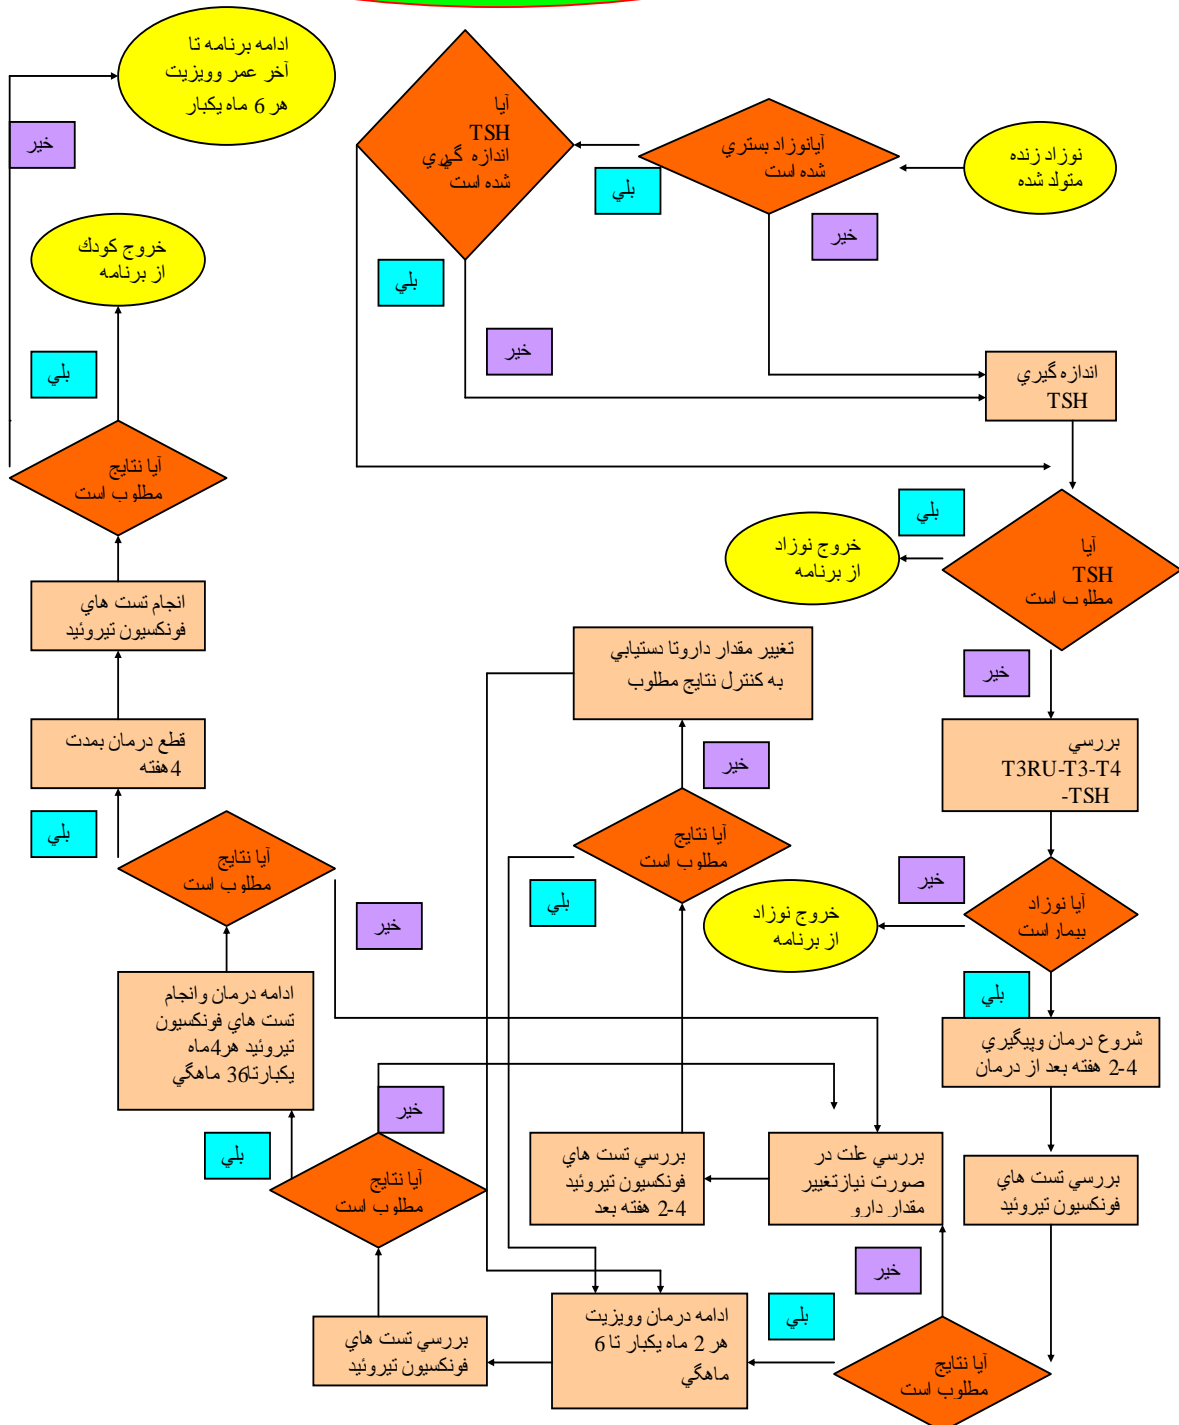 نوزاد زنده
متولد شده
آيانوزاد بستري
شده است
بلي
خير
آيا
TSH
اندازه گيري
شده است
بلي
خير
اندازه گيري
TSH
آيا
TSH
مطلوب است
بلي
خروج نوزاد
از برنامه
خير
بررسي
T3RU-T3-T4
-TSH
آيا نوزاد
بيماراست
خير
خروج نوزاد
از برنامه
بلي
شروع درمان وپيگيري
2-4 هفته بعد از درمان
بررسي تست هاي
فونكسيون تيروئيد
آيا نتايج
مطلوب است
خير
بررسي علت در
صورت نيازتغيير
مقدار دارو
بررسي تست هاي
فونكسيون تيروئيد
2-4 هفته بعد
آيا نتايج
مطلوب است
خير
تغيير مقدار داروتا دستيابي
به كنترل نتايج مطلوب
بلي
بلي
ادامه درمان وويزيت
هر 2 ماه يكبار تا 6
ماهگي
بررسي تست هاي
فونكسيون تيروئيد
آيا نتايج
مطلوب است
خير
بلي
ادامه درمان وانجام
تست هاي فونكسيون
تيروئيد هر4ماه
يكبارتا36 ماهگي
آيا نتايج
مطلوب است
خير
بلي
قطع درمان بمدت
4هفته
انجام تست هاي
فونكسيون تيروئيد
آيا نتايج
مطلوب است
بلي
خروج كودك
از برنامه
خير
ادامه برنامه تا
آخر عمر وويزيت
هر 6 ماه يكبار